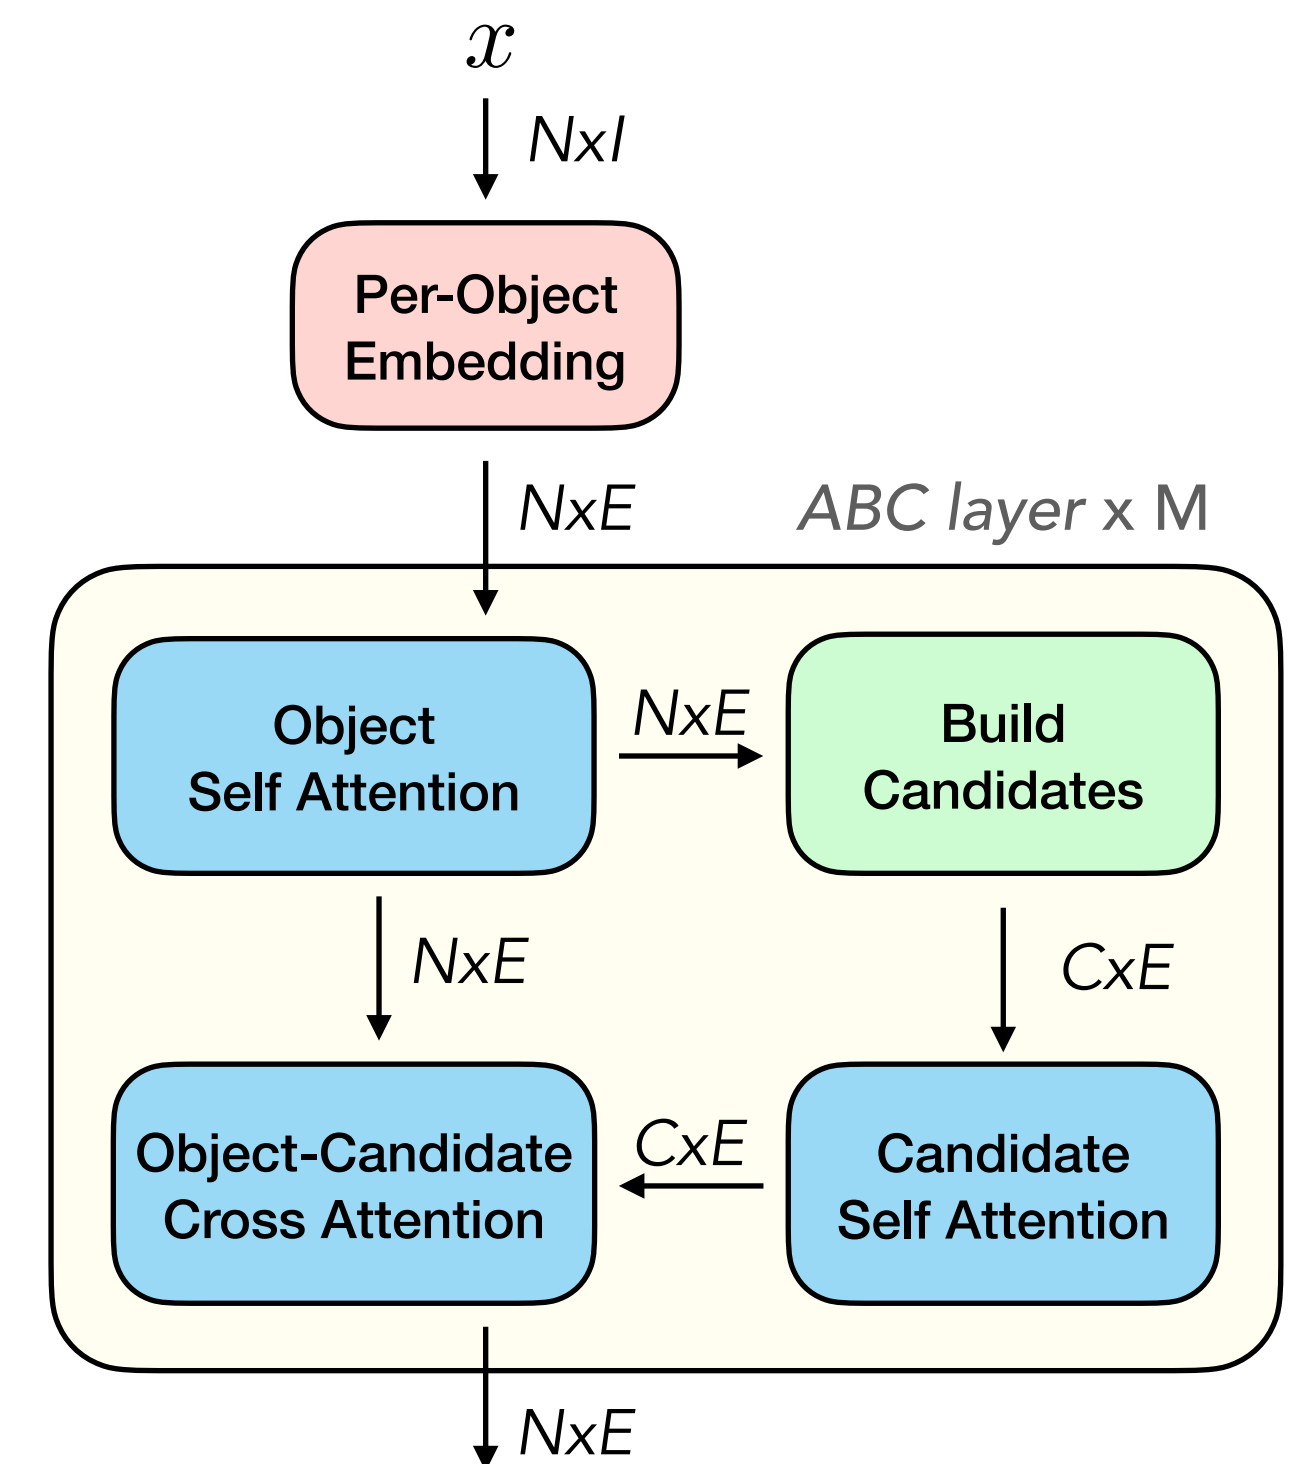 x
NxI
Per-Object
Embedding
NxE
ABC layer x M
Object
Self Attention
NxE
Build
Candidates
NxE
CxE
Object-Candidate
Cross Attention
CxE
Candidate
Self Attention
NxE